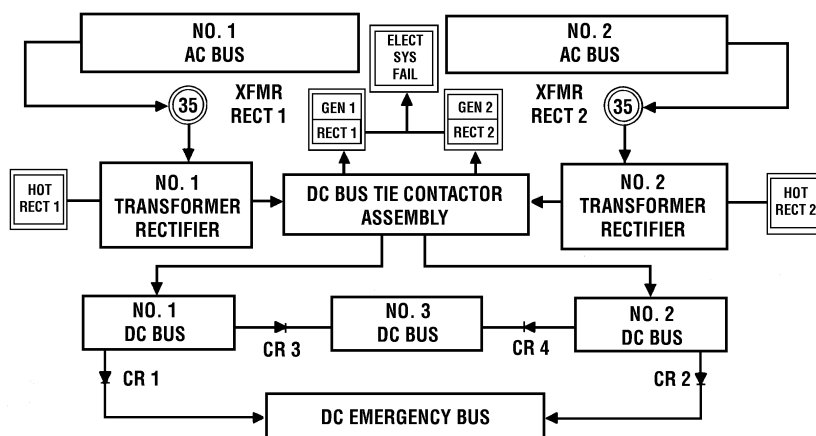 NO. 1
AC BUS
NO. 2
AC BUS
ELECT
SYS
FAIL
35
XFMR
RECT 1
GEN 1
RECT 1
GEN 2
RECT 2
XFMR
RECT 2
35
HOT
RECT 1
NO. 1
TRANSFORMER
RECTIFIER
DC BUS TIE CONTACTOR
ASSEMBLY
NO. 2
TRANSFORMER
RECTIFIER
HOT
RECT 2
NO. 1
DC BUS
CR 3
NO. 3
DC BUS
CR 4
NO. 2
DC BUS
CR 1
CR 2
DC EMERGENCY BUS